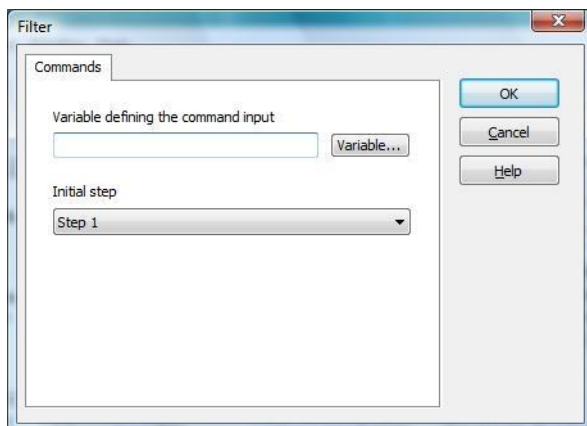 Filter
Commands
Variable defining the command input
Variable...
Initial step
Step 1
OK
Cancel
Help